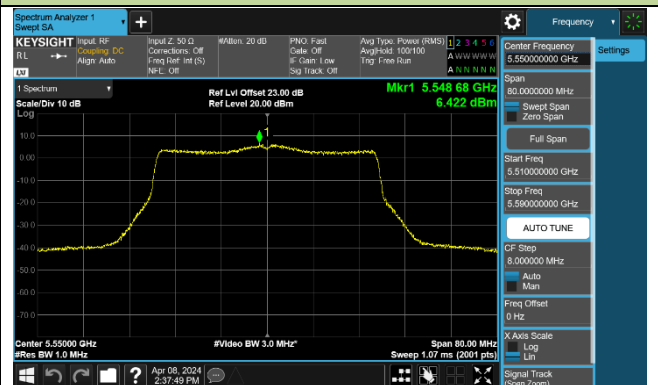 Spectrum Analyzer 1
Swept SA
Frequency
KEYSIGHT
RL
LXI
Input: RF
Coupling: DC
Align: Auto
Input Z: 50 Ω
Corrections: Off
Freq Ref: Int (S)
NFE: Off
#Atten: 20 dB
PNO: Fast
Gate: Off
IF Gain: Low
Sig Track: Off
Avg Type: Power (RMS)
Avg|Hold: 100/100
Trig: Free Run
1 2 3 4 5 6
A W W W W W
A N N N N N
1 Spectrum
Scale/Div 10 dB
Log
Ref Lvl Offset 23.00 dB
Ref Level 20.00 dBm
Mkr1 5.548 68 GHz
6.422 dBm
1
10.0
0.00
-10.0
-20.0
-30.0
-40.0
-50.0
-60.0
-70.0
Center 5.55000 GHz
#Res BW 1.0 MHz
#Video BW 3.0 MHz*
Span 80.00 MHz
Sweep 1.07 ms (2001 pts)
Apr 08, 2024
2:37:49 PM
Center Frequency
5.550000000 GHz
Settings
Span
80.0000000 MHz
Swept Span
Zero Span
Full Span
Start Freq
5.510000000 GHz
Stop Freq
5.590000000 GHz
AUTO TUNE
CF Step
8.000000 MHz
Auto
Man
Freq Offset
0 Hz
X Axis Scale
Log
Lin
Signal Track
(Span Zoom)